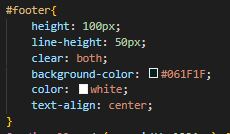 #footer{
height: 100px;
line-height: 50px;
clear: both;
background-color: #061F1F;
color: white;
text-align: center;
}